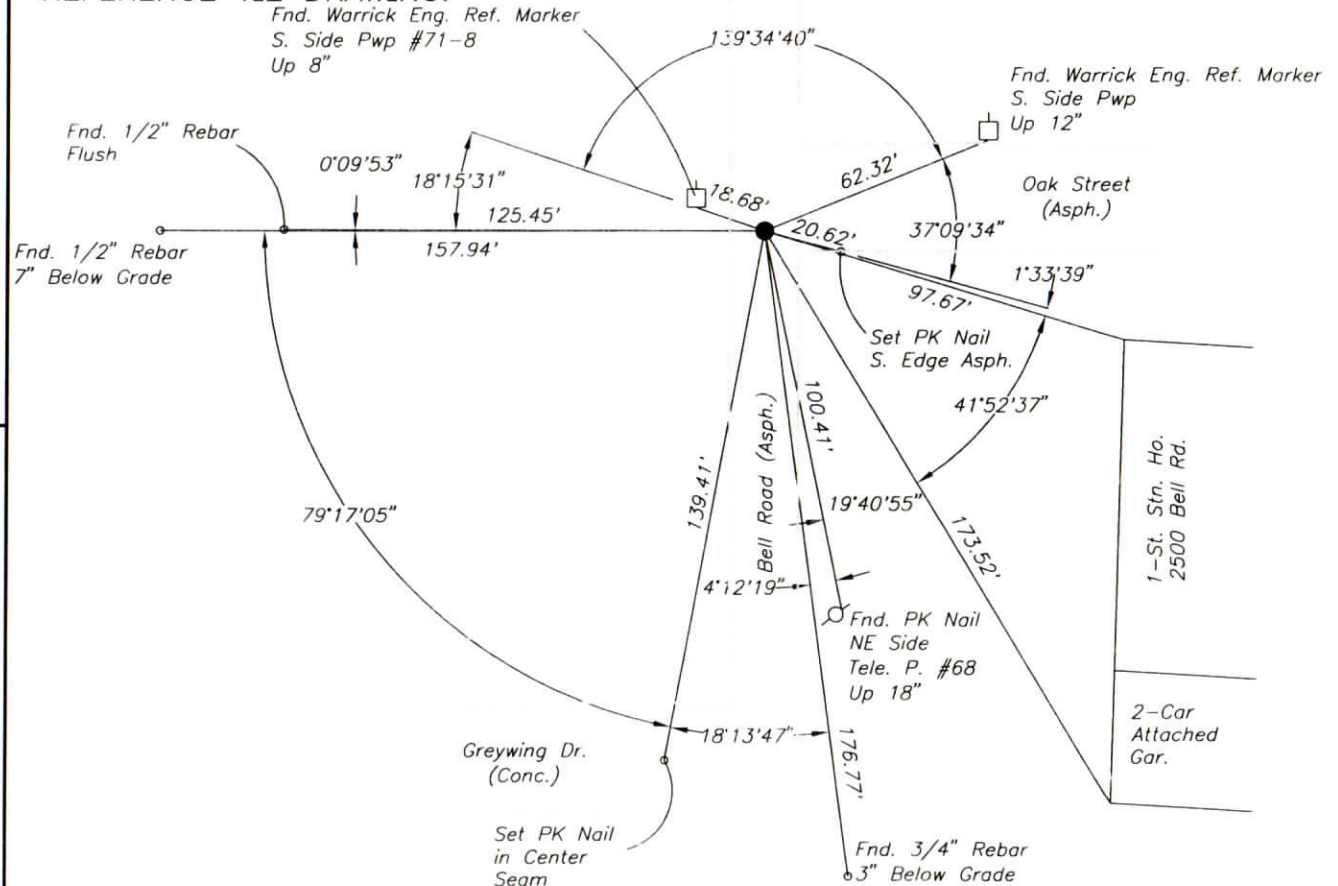 REFERENCE TIE DRAWING:
Fnd. Warrick Eng. Ref. Marker
S. Side Pwp #71-8
Up 8"
139°34'40"
Fnd. Warrick Eng. Ref. Marker
S. Side Pwp
Up 12"
Fnd. 1/2" Rebar
Flush
0°09'53"
18°15'31"
18.68'
62.32'
Oak Street
(Asph.)
125.45'
157.94'
20.62'
37°09'34"
Fnd. 1/2" Rebar
7" Below Grade
1°33'39"
97.67'
Set PK Nail
S. Edge Asph.
41°52'37"
100.41'
Bell Road (Asph.)
139.41'
1-St. Stn. Ho.
2500 Bell Rd.
79°17'05"
19°40'55"
173.52'
4°12'19"
Fnd. PK Nail
NE Side
Tele. P. #68
Up 18"
2-Car
Attached
Gar.
18°13'47"
176.77'
Greywing Dr.
(Conc.)
Set PK Nail
in Center
Seam
Fnd. 3/4" Rebar
3" Below Grade